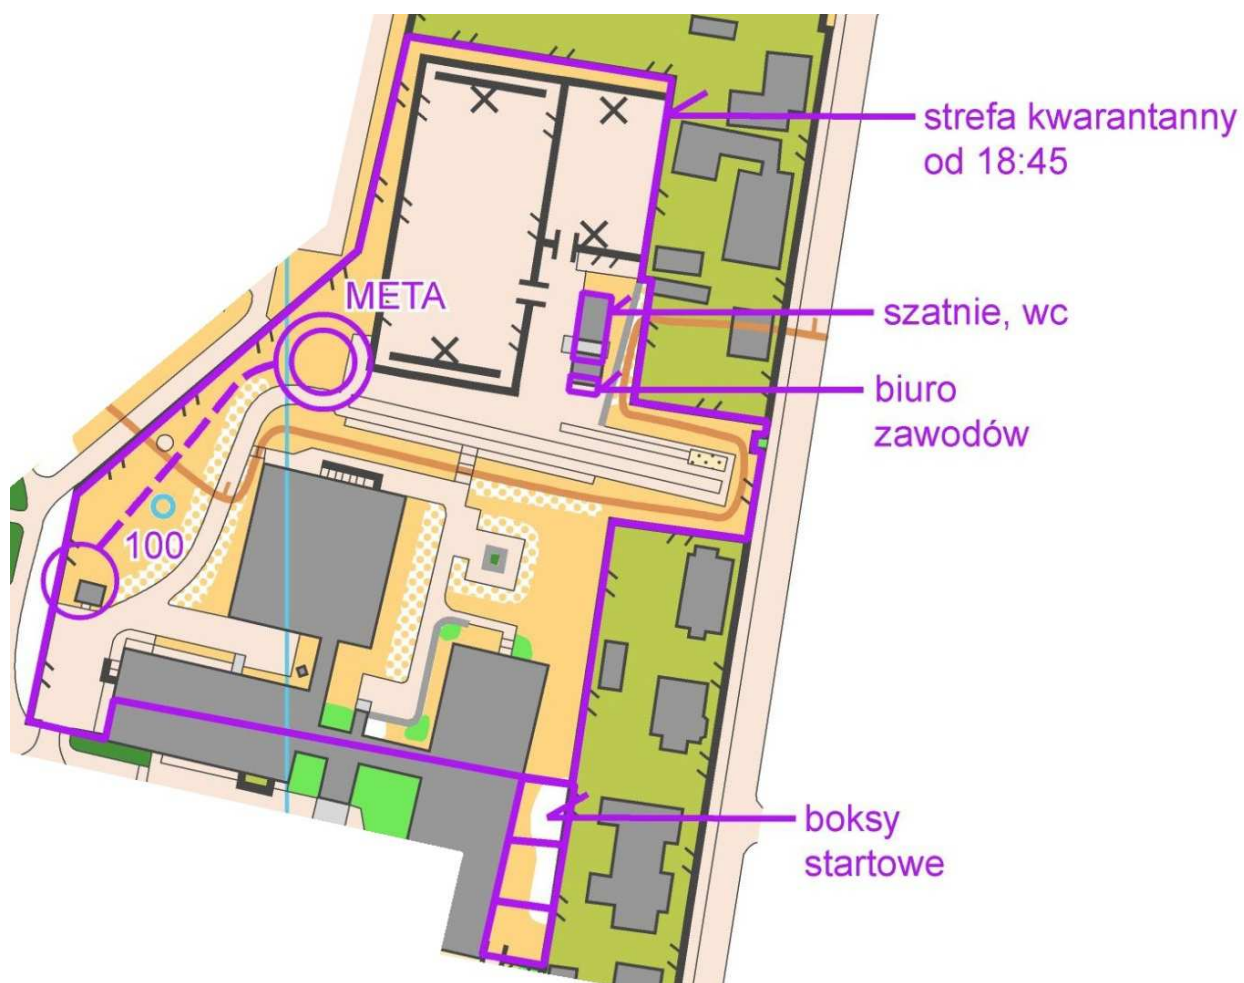 strefa kwarantanny
od 18:45
META
szatnie, wc
biuro
zawodów
100
boksy
startowe